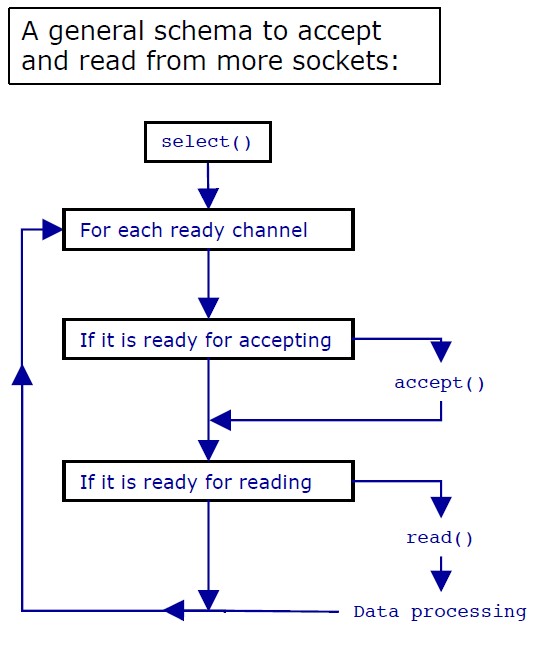 A general schema to accept
and read from more sockets:
select()
For each ready channel
If it is ready for accepting
accept()
If it is ready for reading
read()
Data processing